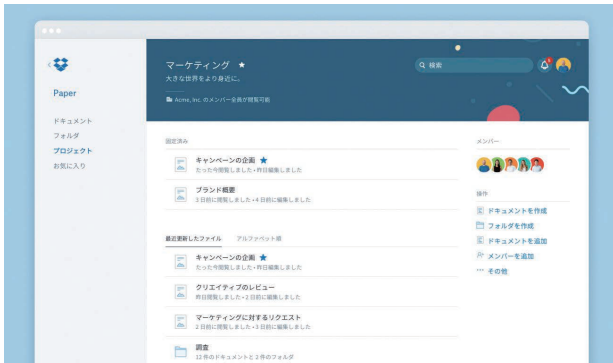 Paper
ドキュメント
フォルダ
プロジェクト
お気に入り
マーケティング ★
大きな世界をより身近に。
Acme, Inc. のメンバー全員が閲覧可能
検索
固定済み
キャンペーンの企画 ★
たった今閲覧しました・昨日編集しました
ブランド概要
3 日前に閲覧しました・4 日前に編集しました
最近更新したファイル アルファベット順
キャンペーンの企画 ★
たった今閲覧しました・昨日編集しました
クリエイティブのレビュー
昨日閲覧しました・2 日前に編集しました
マーケティングに対するリクエスト
2 日前に閲覧しました・3 日前に編集しました
調査
12 件のドキュメントと 2 件のフォルダ
メンバー
操作
ドキュメントを作成
フォルダを作成
ドキュメントを追加
メンバーを追加
その他